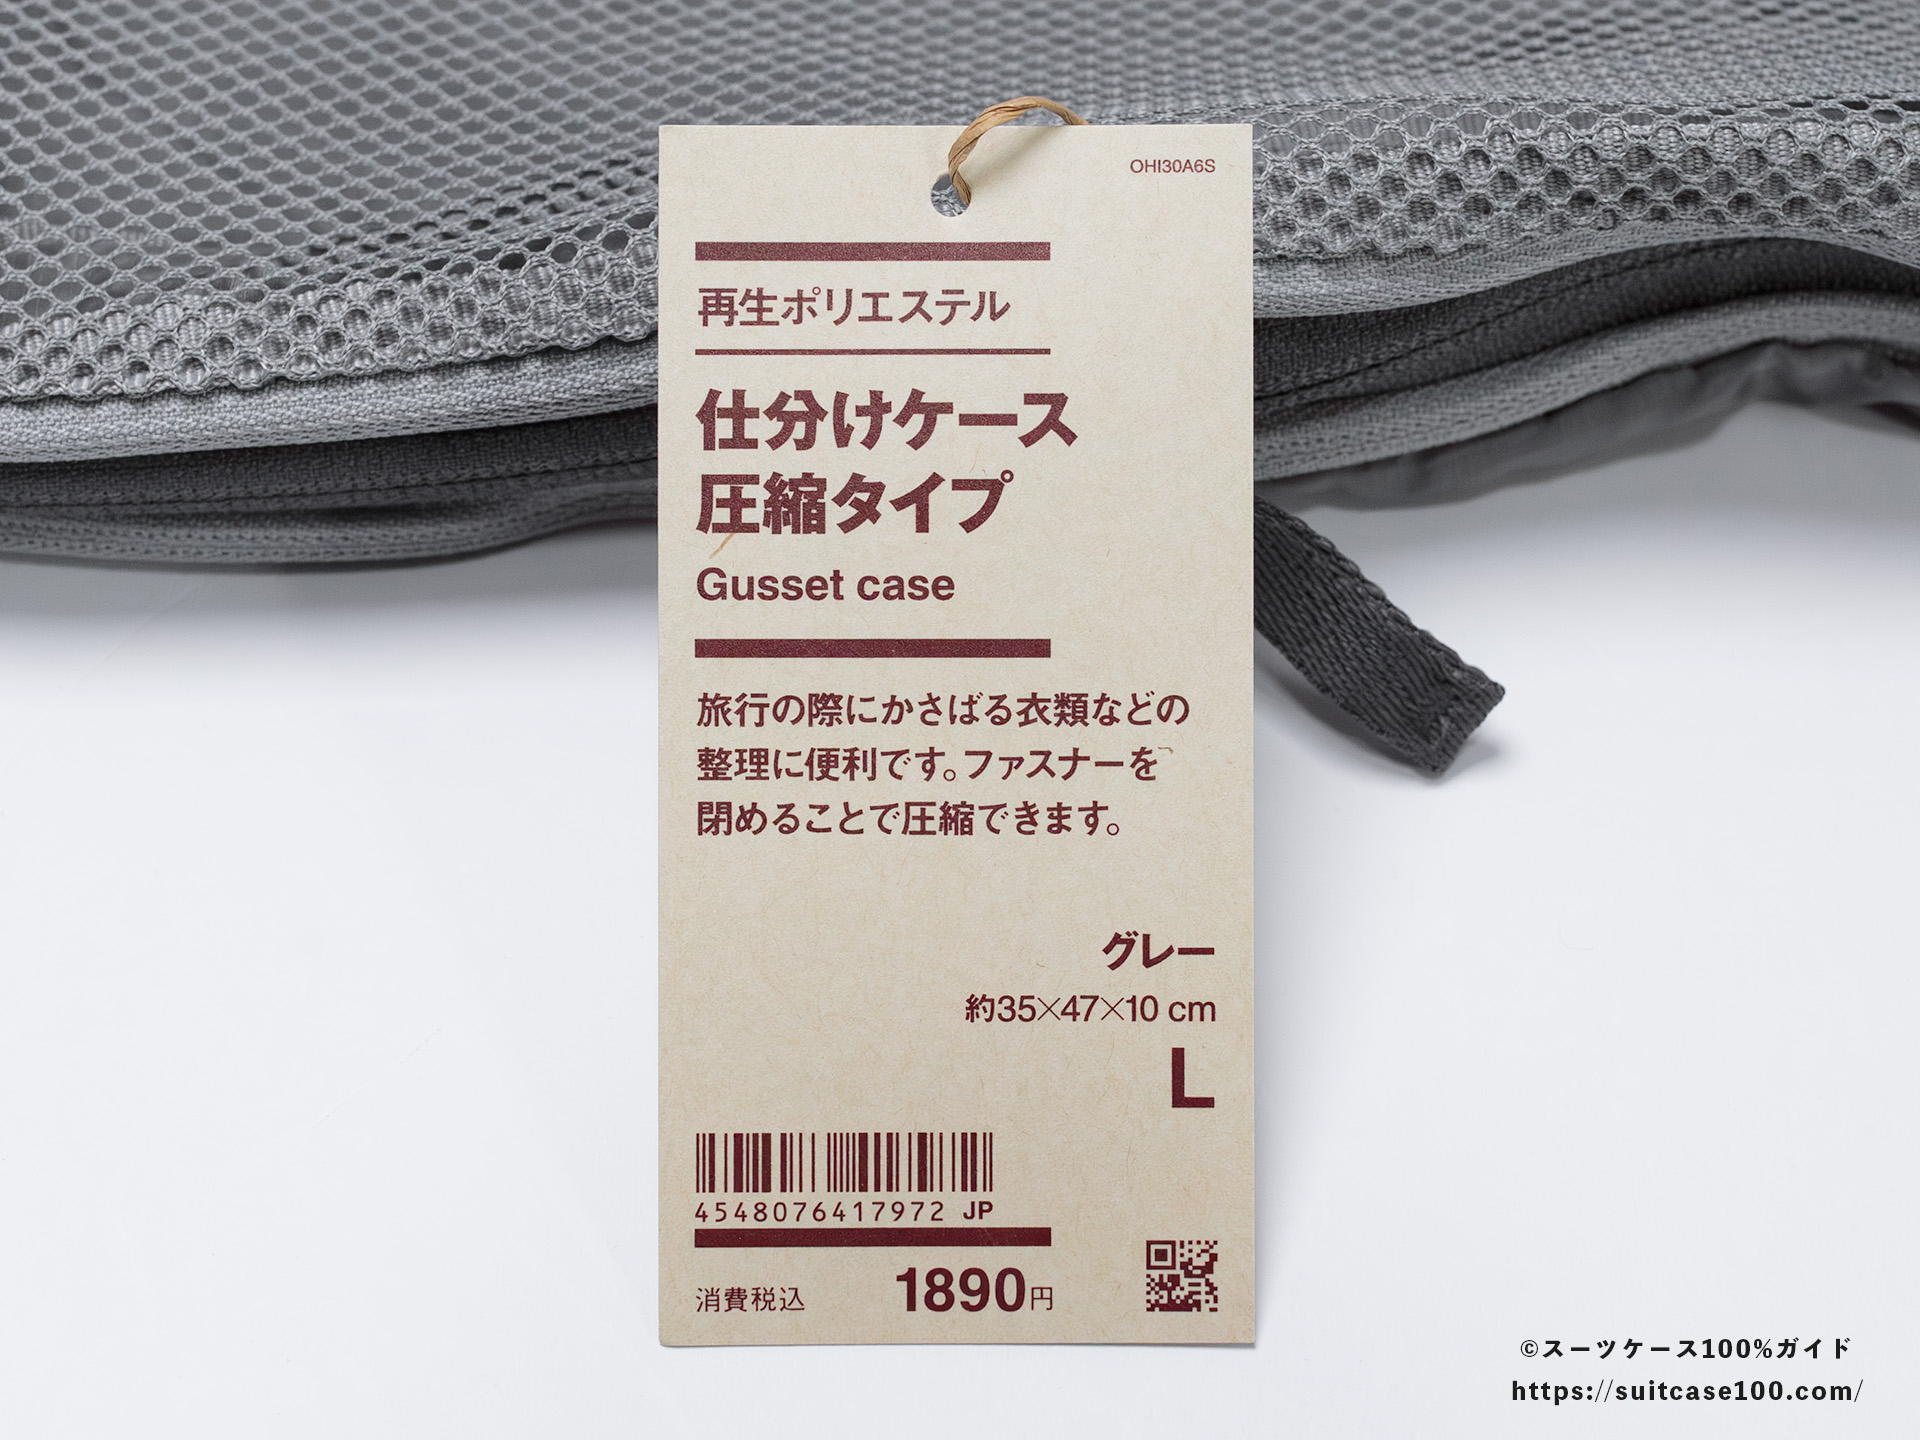 OHI30A6S
再生ポリエステル
仕分けケース
圧縮タイプ
Gusset case
旅行の際にかさばる衣類などの
整理に便利です。ファスナーを
閉めることで圧縮できます。
グレー
約35×47×10 cm
L
4548076417972 JP
消費税込 1890円
©スーツケース100%ガイド
https://suitcase100.com/